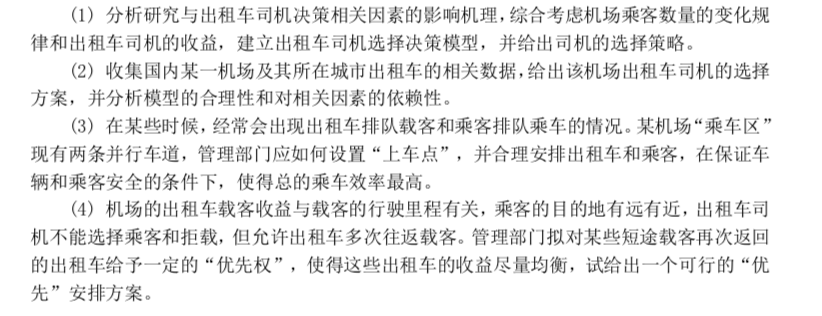 (1) 分析研究与出租车司机决策相关因素的影响机理，综合考虑机场乘客数量的变化规
律和出租车司机的收益，建立出租车司机选择决策模型，并给出司机的选择策略。
(2) 收集国内某一机场及其所在城市出租车的相关数据，给出该机场出租车司机的选择
方案，并分析模型的合理性和对相关因素的依赖性。
(3) 在某些时候，经常会出现出租车排队载客和乘客排队乘车的情况。某机场“乘车区”
现有两条并行车道，管理部门应如何设置“上车点”，并合理安排出租车和乘客，在保证车
辆和乘客安全的条件下，使得总的乘车效率最高。
(4) 机场的出租车载客收益与载客的行驶里程有关，乘客的目的地有远有近，出租车司
机不能选择乘客和拒载，但允许出租车多次往返载客。管理部门拟对某些短途载客再次返回
的出租车给予一定的“优先权”，使得这些出租车的收益尽量均衡，试给出一个可行的“优
先”安排方案。